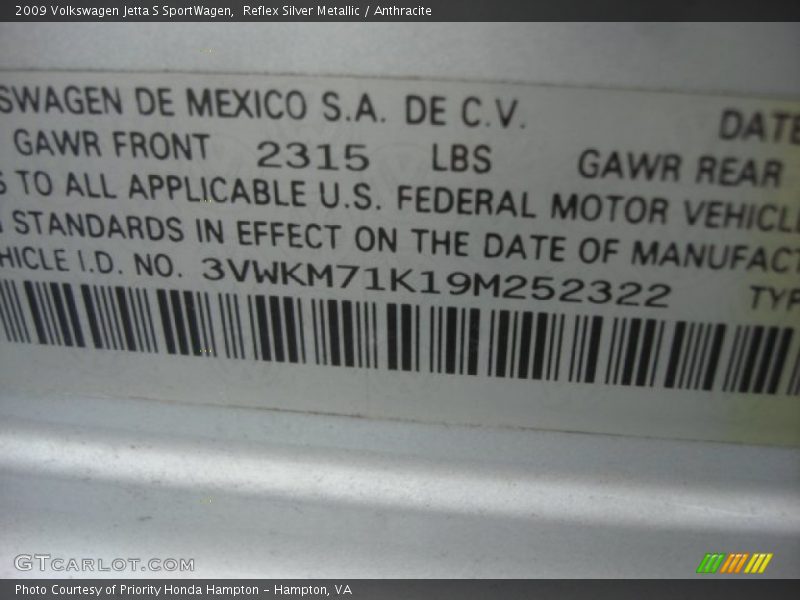 2009 Volkswagen Jetta S SportWagen,  Reflex Silver Metallic / Anthracite
SWAGEN DE MEXICO S.A. DE C.V. DATE
GAWR FRONT 2315 LBS GAWR REAR
S TO ALL APPLICABLE U.S. FEDERAL MOTOR VEHICL
STANDARDS IN EFFECT ON THE DATE OF MANUFACT
HICLE I.D. NO. 3VWKM71K19M252322 TYP
GTCARLOT.COM
Photo Courtesy of Priority Honda Hampton - Hampton, VA